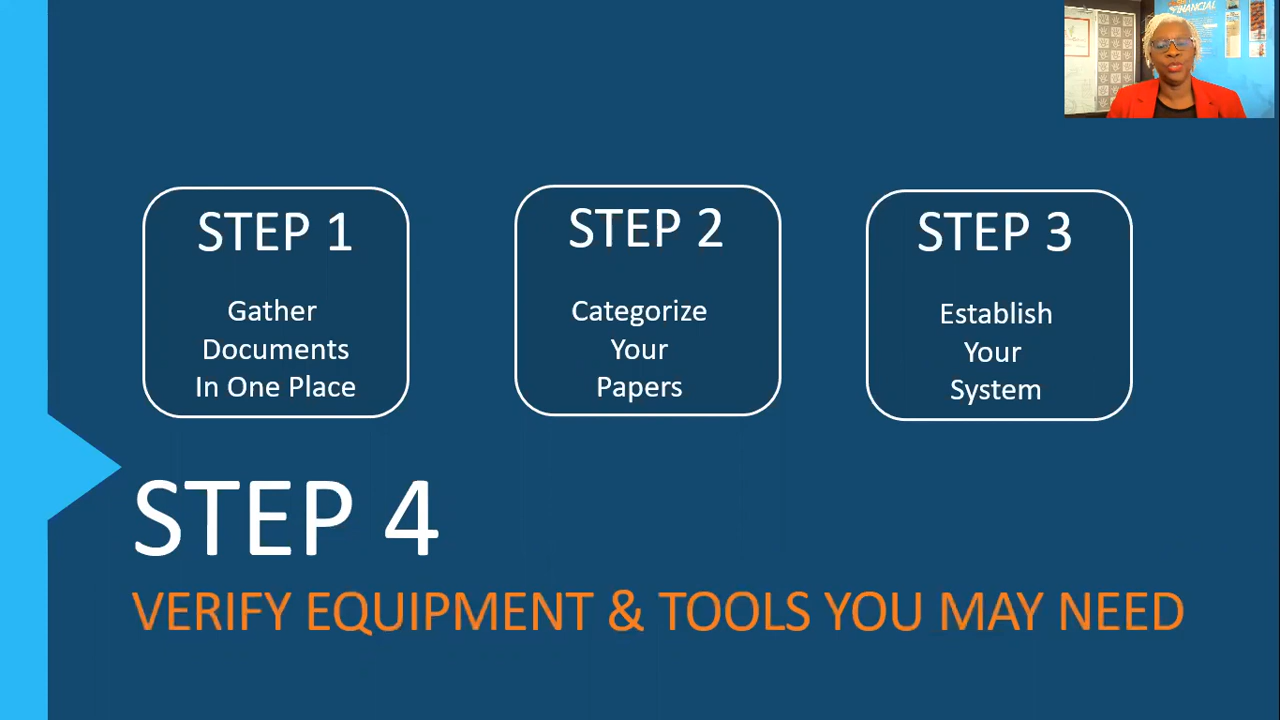 FINANCIAL
STEP 1
Gather
Documents
In One Place
STEP 2
Categorize
Your
Papers
STEP 3
Establish
Your
System
STEP 4
VERIFY EQUIPMENT & TOOLS YOU MAY NEED